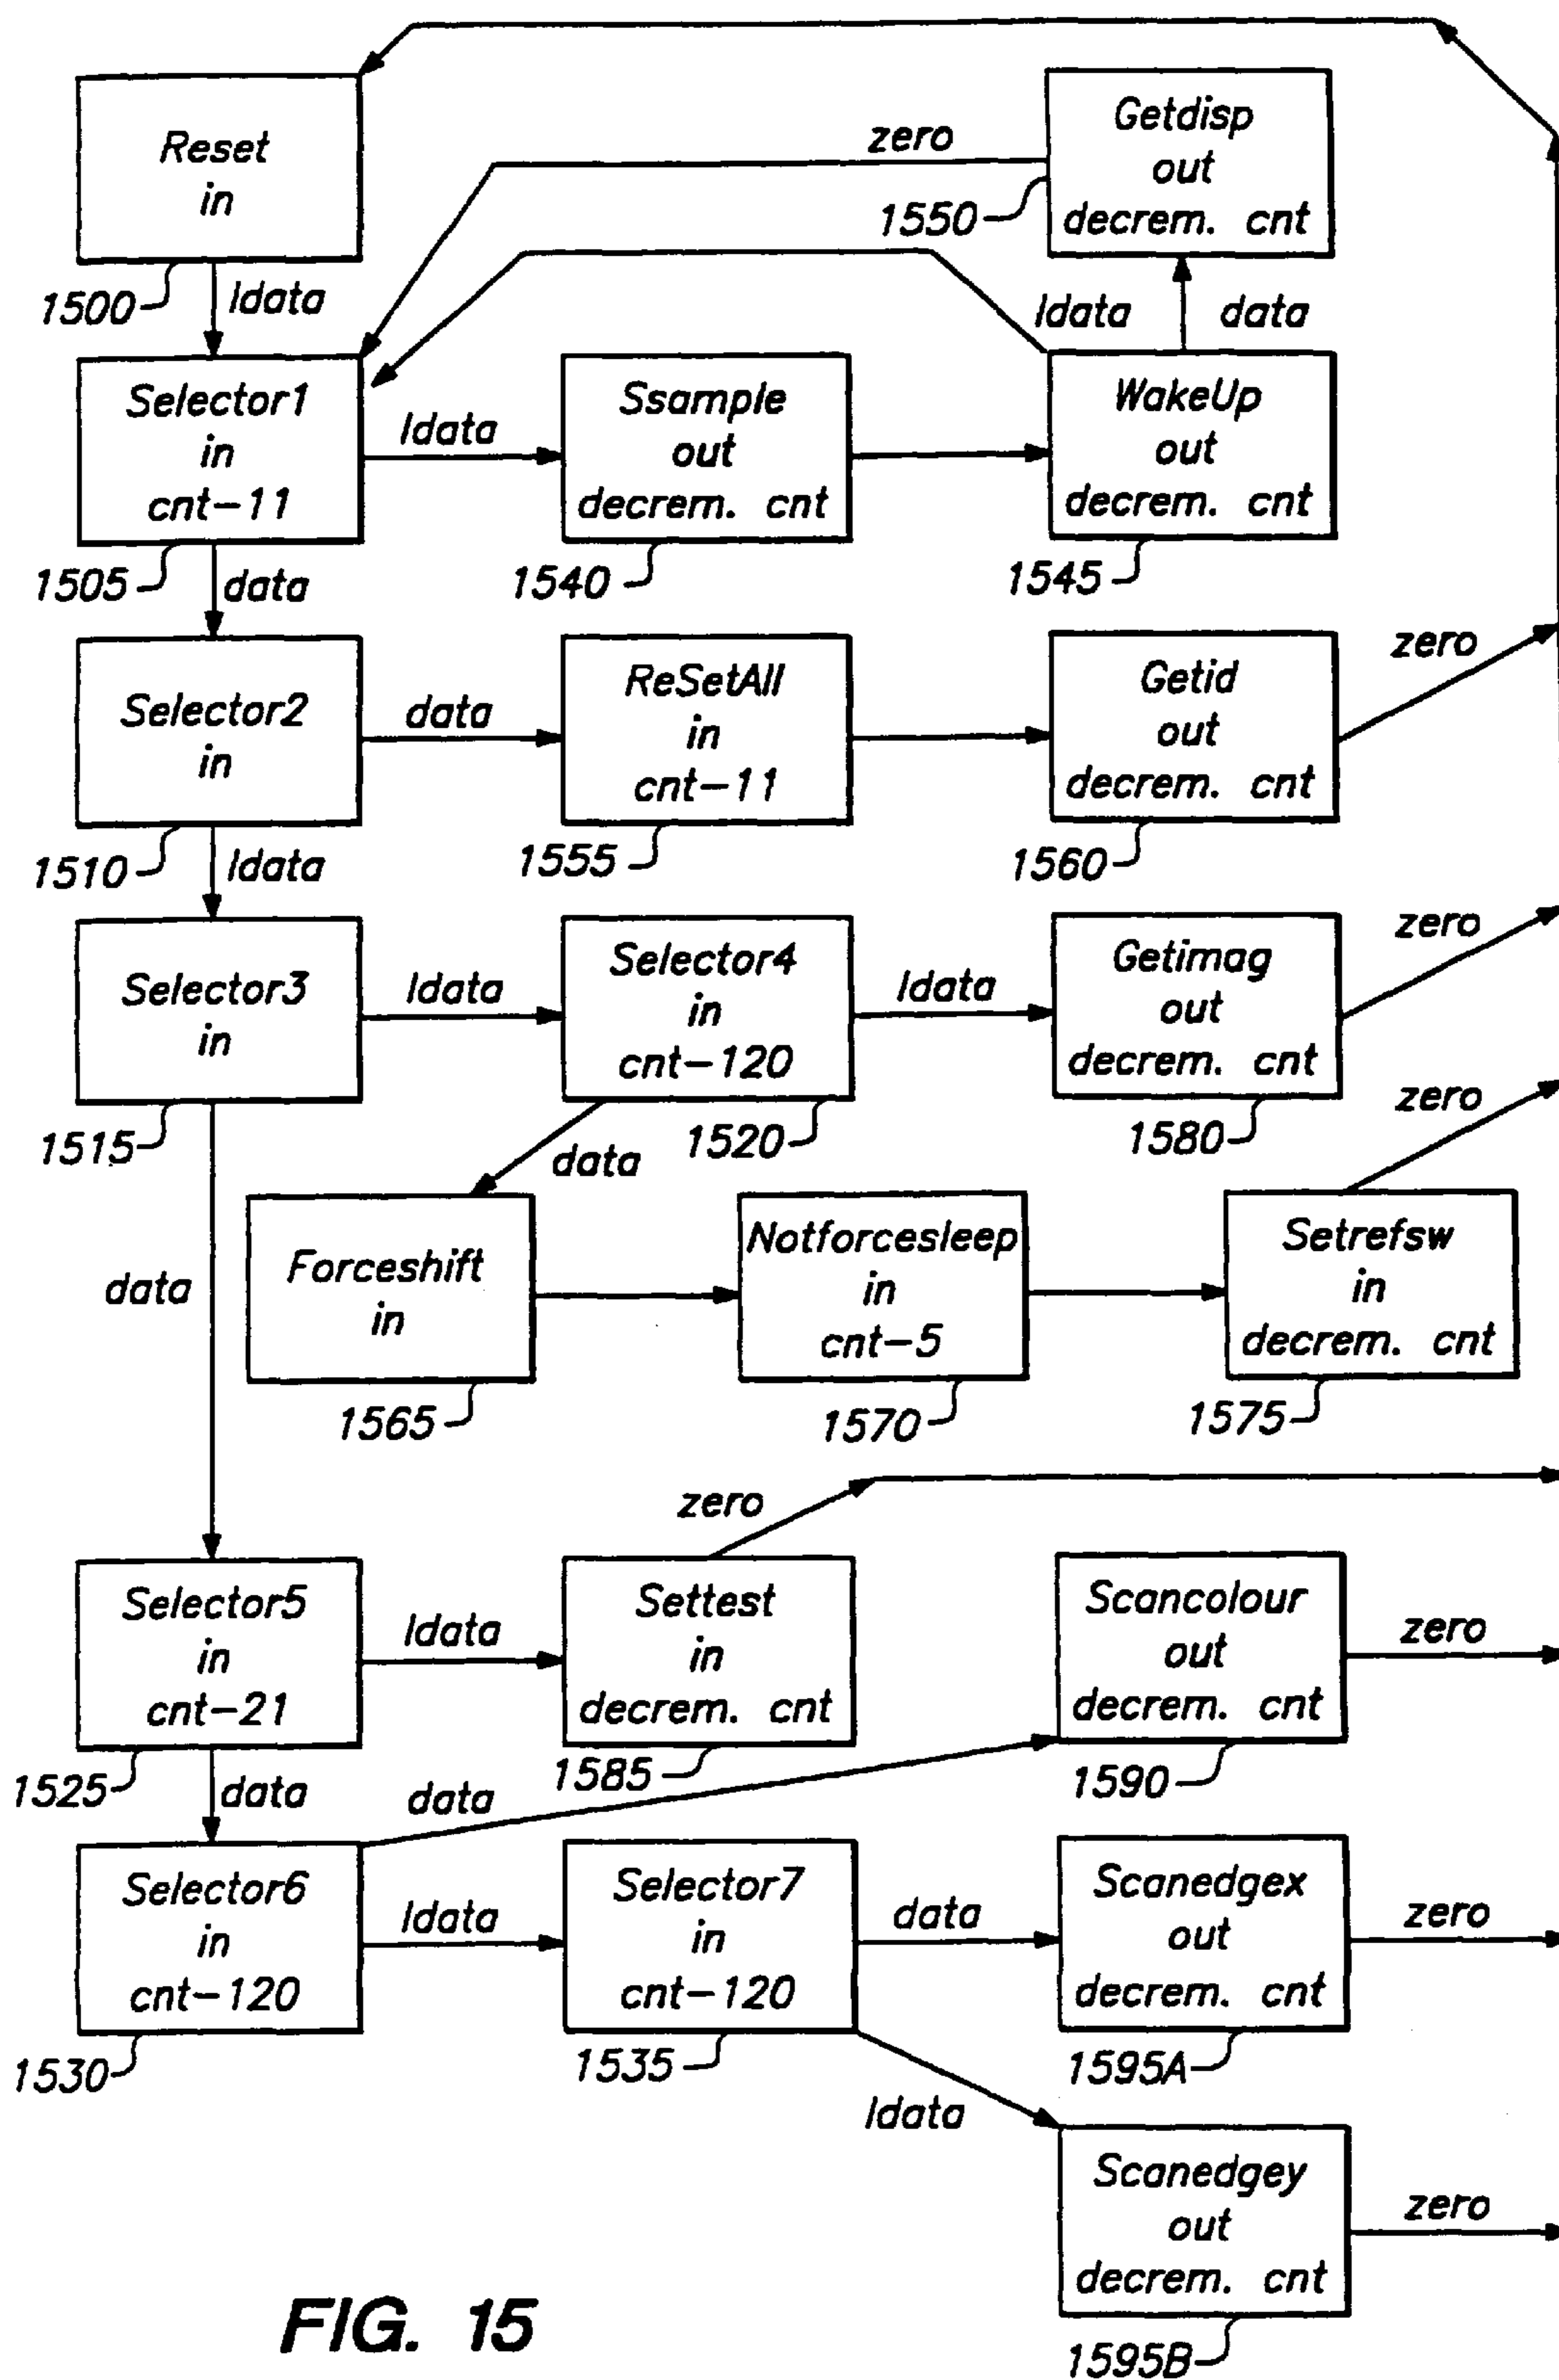 Reset
in
1500
ldata
zero
Getdisp
out
decrem. cnt
1550
ldata
data
Selector1
in
cnt-11
1505
ldata
Ssample
out
decrem. cnt
1540
WakeUp
out
decrem. cnt
1545
data
Selector2
in
1510
data
ReSetAll
in
cnt-11
1555
Getid
out
decrem. cnt
1560
zero
ldata
Selector3
in
1515
ldata
Selector4
in
cnt-120
1520
ldata
Getimag
out
decrem. cnt
1580
zero
data
zero
data
Forceshift
in
1565
Notforcesleep
in
cnt-5
1570
Setrefsw
in
decrem. cnt
1575
zero
Selector5
in
cnt-21
1525
ldata
Settest
in
decrem. cnt
1585
Scancolour
out
decrem. cnt
1590
zero
data
data
Selector6
in
cnt-120
1530
ldata
Selector7
in
cnt-120
1535
data
Scanedgex
out
decrem. cnt
1595A
zero
ldata
Scanedgey
out
decrem. cnt
1595B
zero
FIG. 15